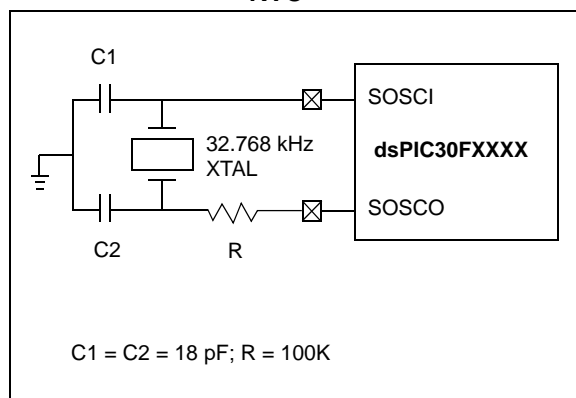 C1
SOSCI
32.768 kHz
XTAL
dsPIC30FXXXX
SOSCO
C2
R
C1 = C2 = 18 pF; R = 100K